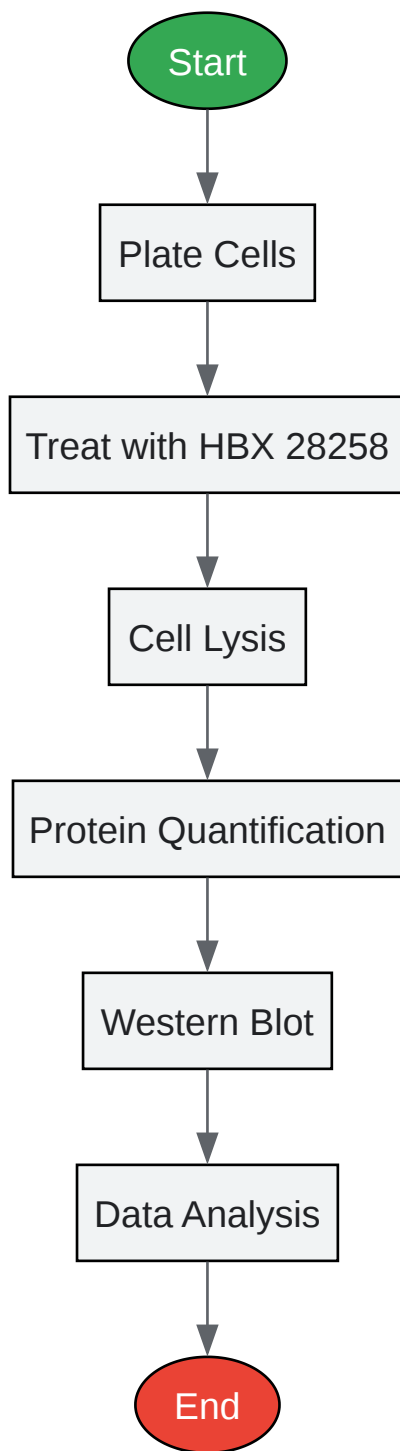 Start
Plate Cells
Treat with HBX 28258
Cell Lysis
Protein Quantification
Western Blot
Data Analysis
End